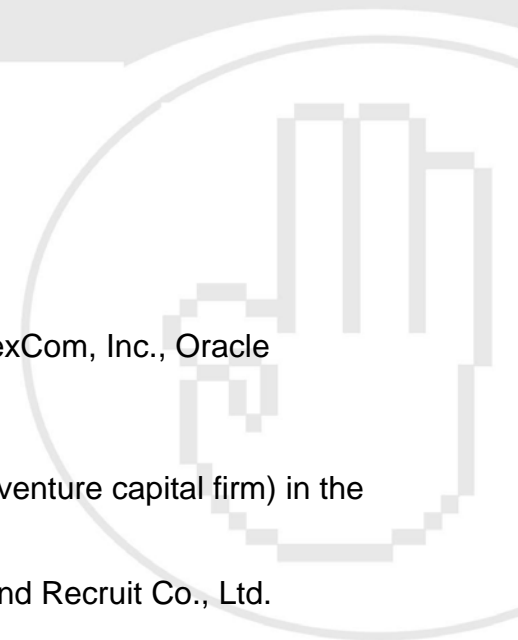 exCom, Inc., Oracle
venture capital firm) in the
nd Recruit Co., Ltd.